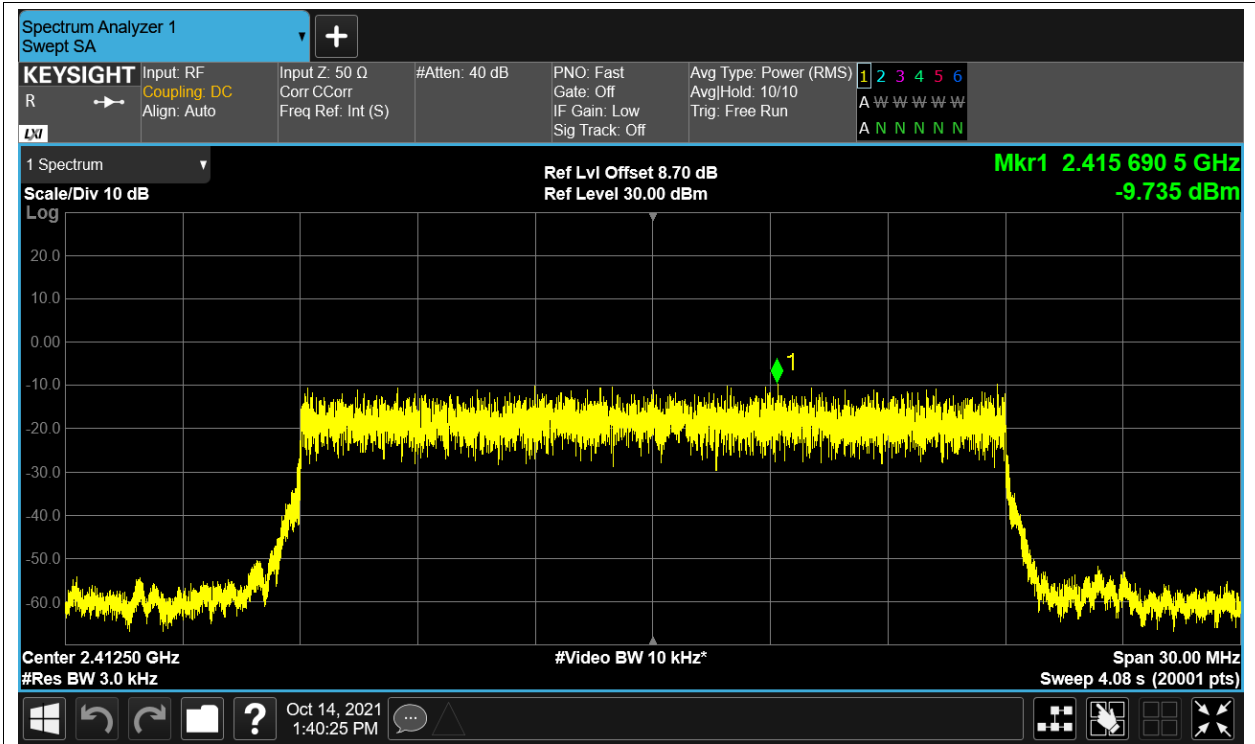 Spectrum Analyzer 1
Swept SA
KEYSIGHT
R
LXI
Input: RF
Coupling: DC
Align: Auto
Input Z: 50 Ω
Corr CCorr
Freq Ref: Int (S)
#Atten: 40 dB
PNO: Fast
Gate: Off
IF Gain: Low
Sig Track: Off
Avg Type: Power (RMS)
Avg|Hold: 10/10
Trig: Free Run
1 2 3 4 5 6
A W W W W W
A N N N N N
1 Spectrum
Scale/Div 10 dB
Ref Lvl Offset 8.70 dB
Ref Level 30.00 dBm
Mkr1 2.415 690 5 GHz
-9.735 dBm
Log
20.0
10.0
0.00
-10.0
-20.0
-30.0
-40.0
-50.0
-60.0
1
Center 2.41250 GHz
#Res BW 3.0 kHz
#Video BW 10 kHz*
Span 30.00 MHz
Sweep 4.08 s (20001 pts)
?
Oct 14, 2021
1:40:25 PM